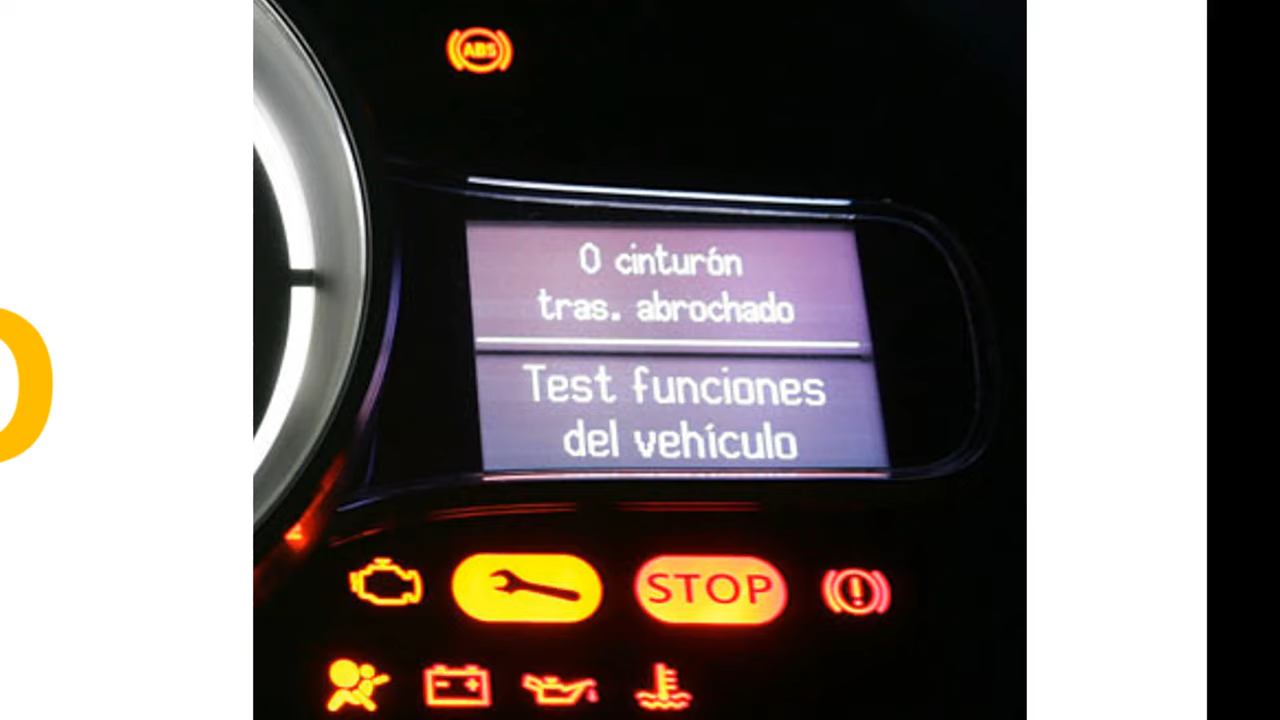 ABS
0 cinturón
tras. abrochado
Test funciones
del vehículo
STOP